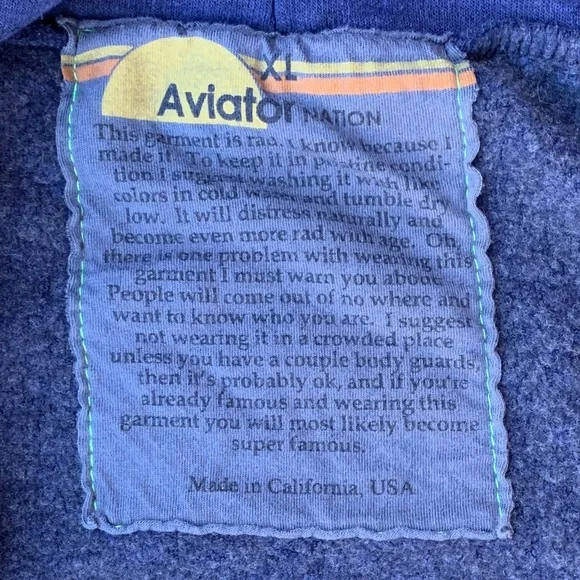 XL
Aviator NATION
This garment is rad. I know because I
made it. To keep it in pristine condi-
tion I suggest washing it with like
colors in cold wash and tumble dry
low. It will distress naturally and
become even more rad with age. Oh,
there is one problem with wearing this
garment I must warn you about.
People will come out of no where and
want to know who you are. I suggest
not wearing it in a crowded place
unless you have a couple body guards,
then it's probably ok, and if you're
already famous and wearing this
garment you will most likely become
super famous.
Made in California, USA